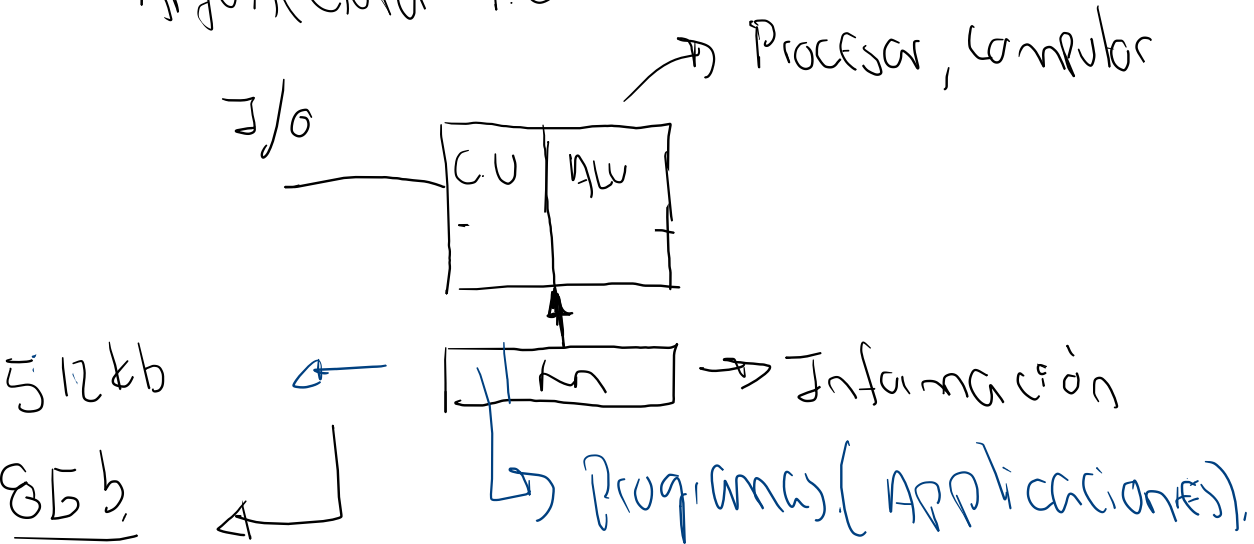 Procesar, computar
I/O
C.U ALU
512kb
m
Información
8Gb.
Programas (Applicaciones).